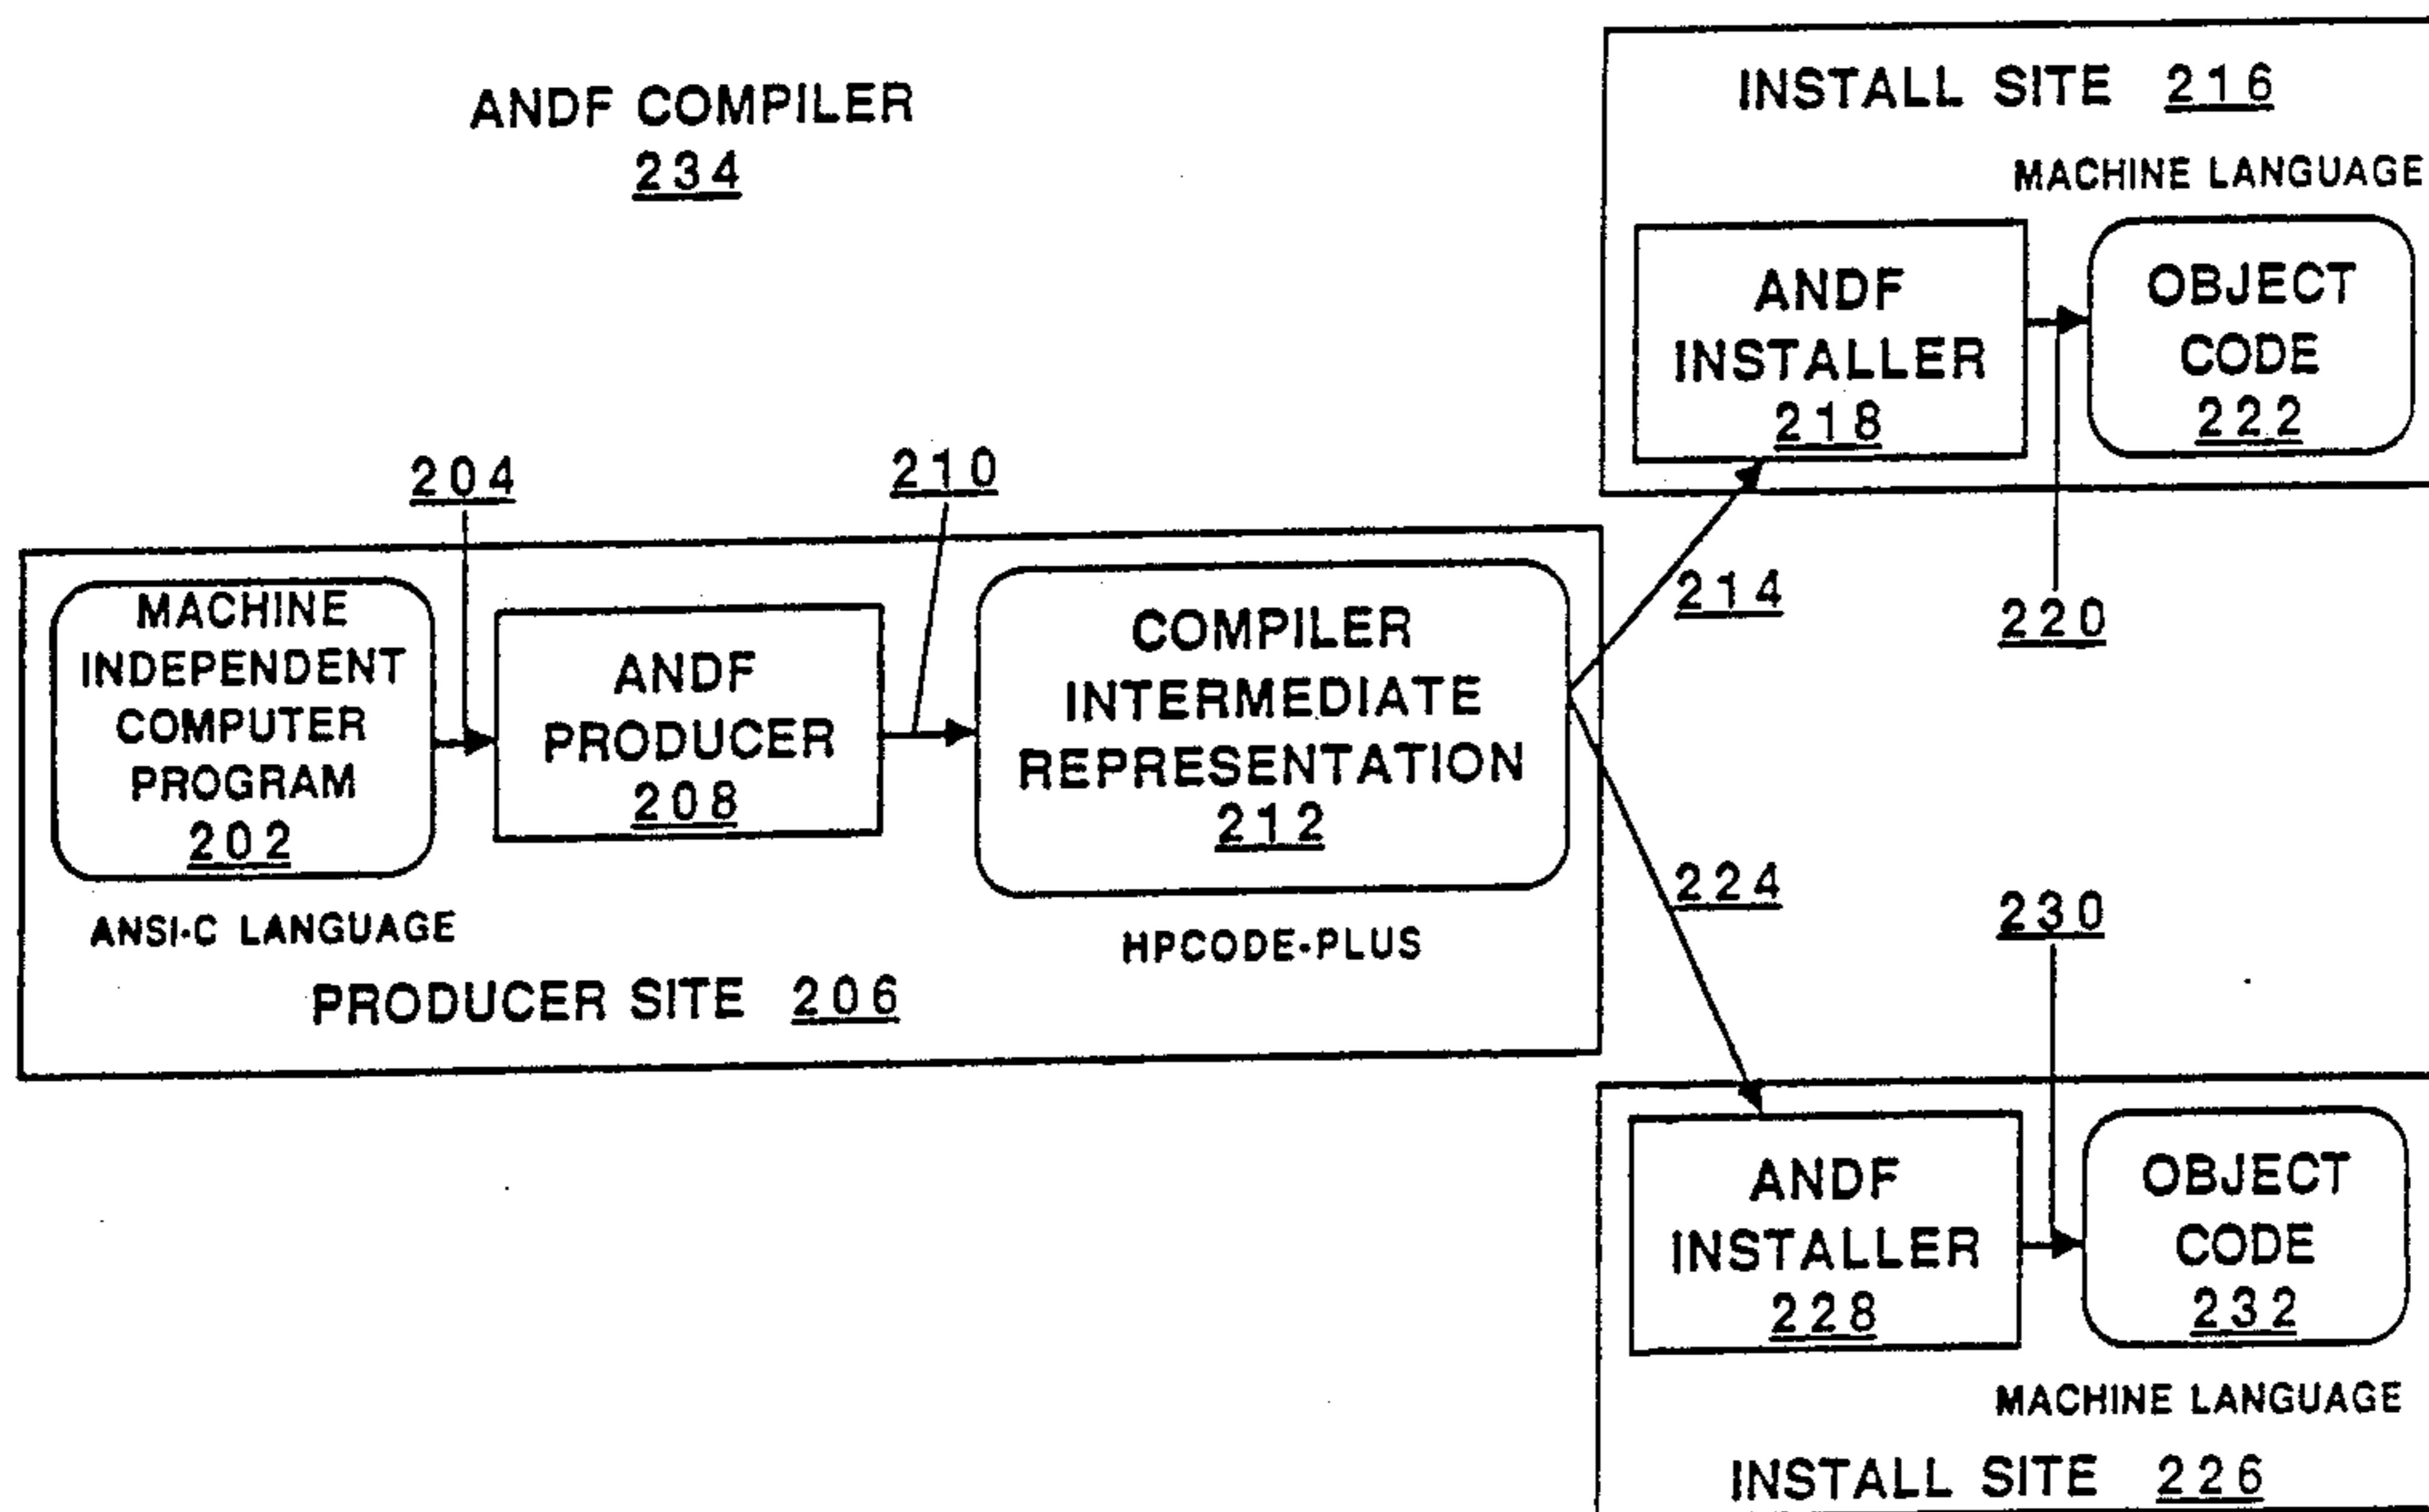 ANDF COMPILER
234
INSTALL SITE 216
MACHINE LANGUAGE
ANDF
INSTALLER
218
OBJECT
CODE
222
204
210
214
220
MACHINE
INDEPENDENT
COMPUTER
PROGRAM
202
ANDF
PRODUCER
208
COMPILER
INTERMEDIATE
REPRESENTATION
212
ANSI-C LANGUAGE
HPCODE-PLUS
PRODUCER SITE 206
224
230
ANDF
INSTALLER
228
OBJECT
CODE
232
MACHINE LANGUAGE
INSTALL SITE 226